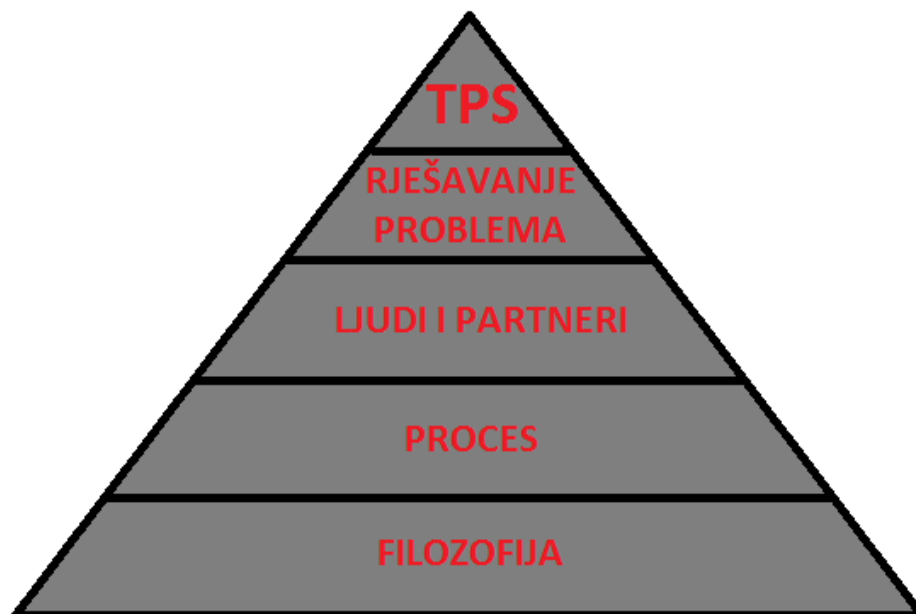 TPS
RJEŠAVANJE
PROBLEMA
LJUDI I PARTNERI
PROCES
FILOZOFIJA